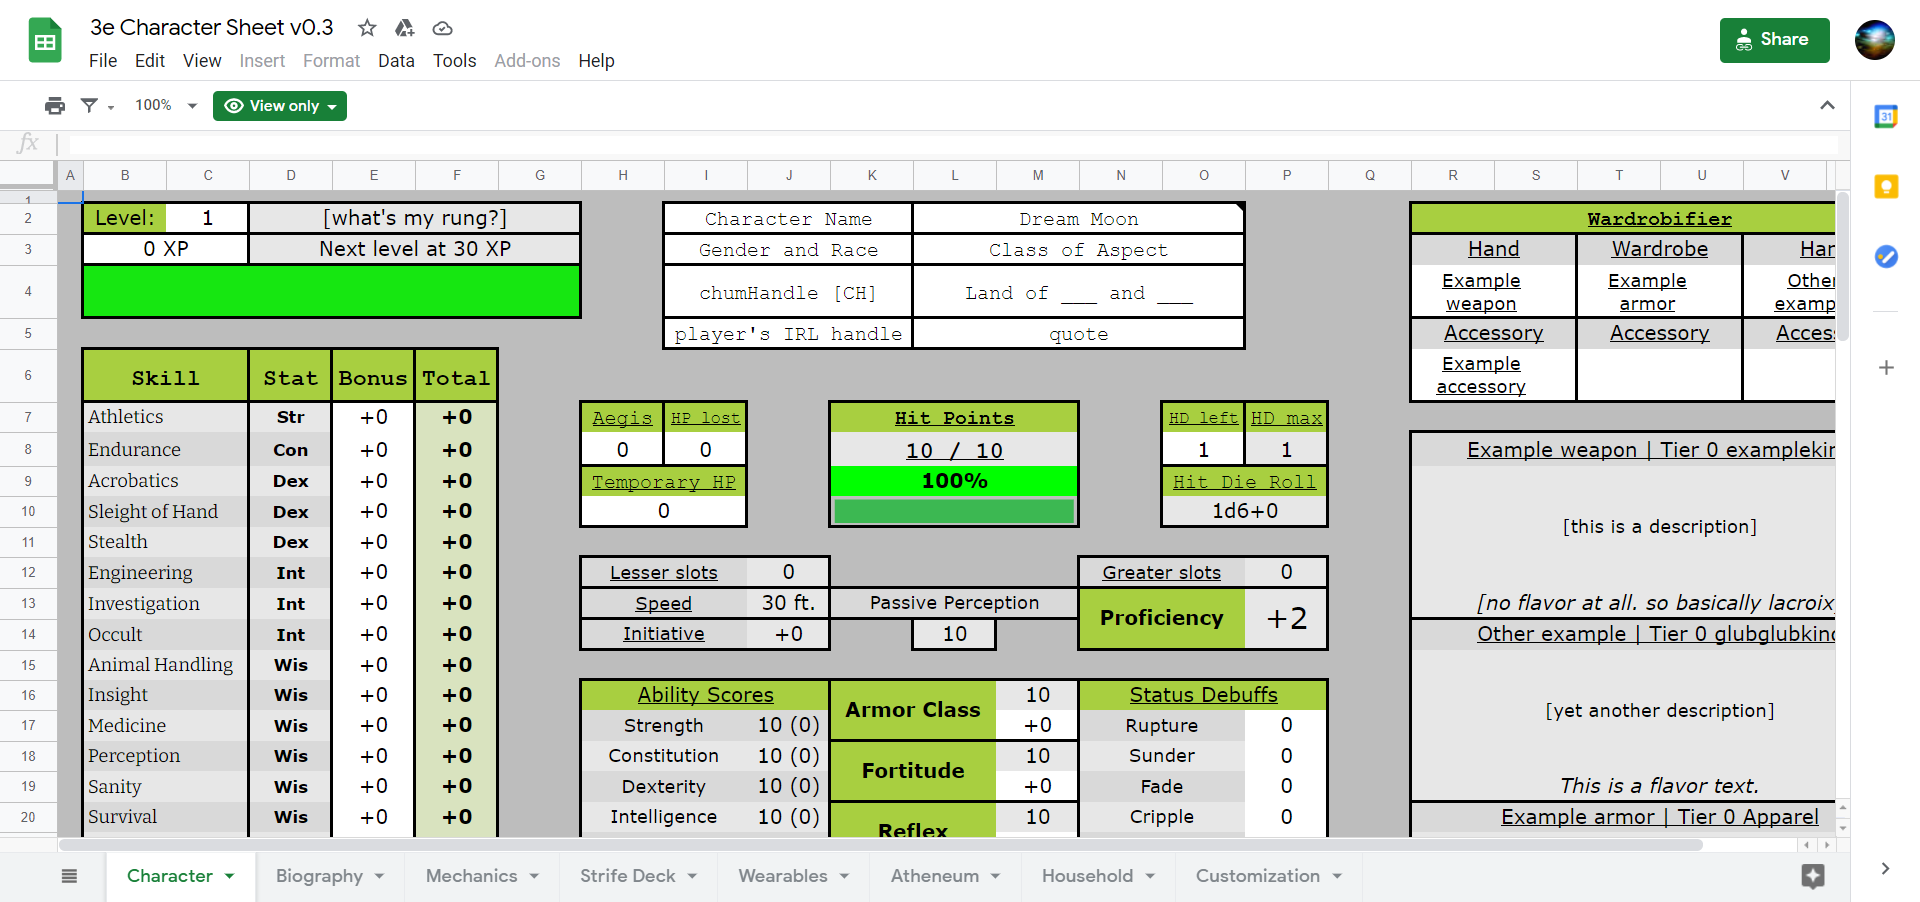 3e Character Sheet v0.3
File Edit View Insert Format Data Tools Add-ons Help
Share
100% View only
31
fx
A B C D E F G H I J K L M N O P Q R S T U V
1
2 Level: 1 [what's my rung?] Character Name Dream Moon Wardrobifier
3 0 XP Next level at 30 XP Gender and Race Class of Aspect Hand Wardrobe Har
4 chumHandle [CH] Land of ___ and ___ Example weapon Example armor Other examp
5 player's IRL handle quote Accessory Accessory Acces
6 Skill Stat Bonus Total Example accessory
7 Athletics Str +0 +0 Aegis HP lost Hit Points HD left HD max
8 Endurance Con +0 +0 0 0 10 / 10 1 1 Example weapon | Tier 0 examplekin
9 Acrobatics Dex +0 +0 Temporary HP 100% Hit Die Roll
10 Sleight of Hand Dex +0 +0 0 1d6+0 [this is a description]
11 Stealth Dex +0 +0
12 Engineering Int +0 +0 Lesser slots 0 Greater slots 0
13 Investigation Int +0 +0 Speed 30 ft. Passive Perception Proficiency +2 [no flavor at all. so basically lacroix
14 Occult Int +0 +0 Initiative +0 10 Other example | Tier 0 glubglubkind
15 Animal Handling Wis +0 +0
16 Insight Wis +0 +0 Ability Scores Armor Class 10 Status Debuffs
17 Medicine Wis +0 +0 Strength 10 (0) +0 Rupture 0 [yet another description]
18 Perception Wis +0 +0 Constitution 10 (0) Fortitude 10 Sunder 0
19 Sanity Wis +0 +0 Dexterity 10 (0) +0 Fade 0 This is a flavor text.
20 Survival Wis +0 +0 Intelligence 10 (0) Reflex 10 Cripple 0 Example armor | Tier 0 Apparel
Character Biography Mechanics Strife Deck Wearables Atheneum Household Customization